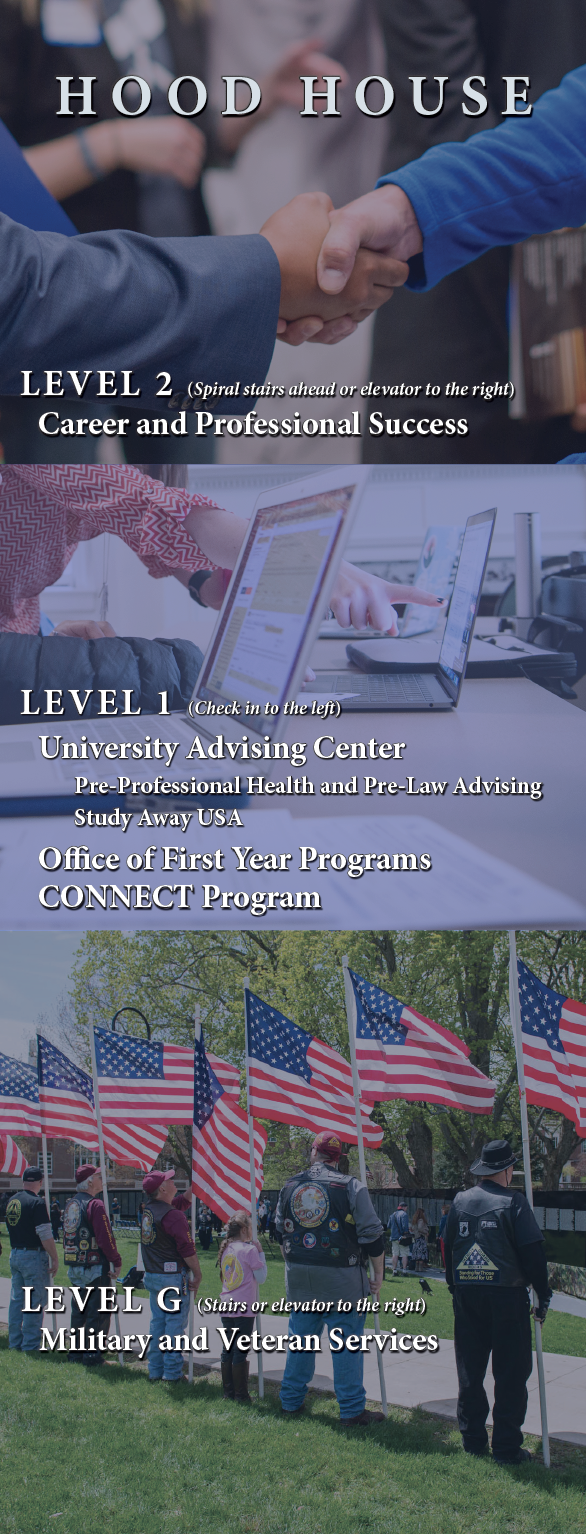 HOOD HOUSE
LEVEL 2 (Spiral stairs ahead or elevator to the right)
Career and Professional Success
LEVEL 1 (Check in to the left)
University Advising Center
Pre-Professional Health and Pre-Law Advising
Study Away USA
Office of First Year Programs
CONNECT Program
LEVEL G (Stairs or elevator to the right)
Military and Veteran Services